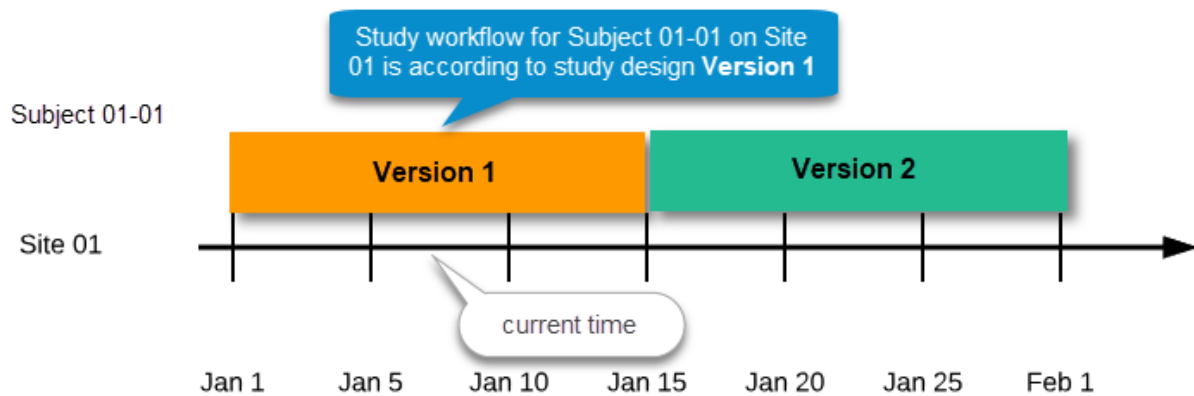 Study workflow for Subject 01-01 on Site
01 is according to study design Version 1
Subject 01-01
Version 1
Version 2
Site 01
current time
Jan 1
Jan 5
Jan 10
Jan 15
Jan 20
Jan 25
Feb 1